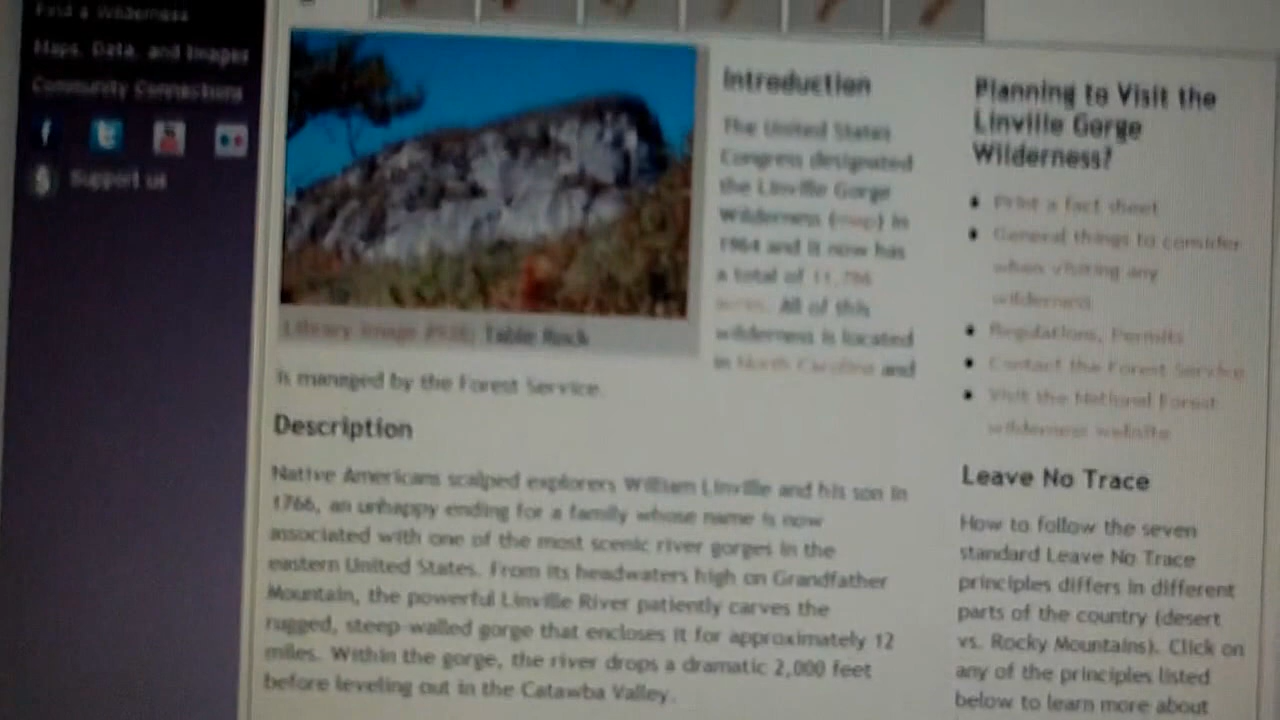 Find a Wilderness
Maps, Data, and Images
Community Connections
f
Support us
Library image #938: Table Rock
Introduction
The United States
Congress designated
the Linville Gorge
Wilderness (map) in
1964 and it now has
a total of 11,786
acres. All of this
wilderness is located
in North Carolina and
is managed by the Forest Service.
Description
Native Americans scalped explorers William Linville and his son in
1766, an unhappy ending for a family whose name is now
associated with one of the most scenic river gorges in the
eastern United States. From its headwaters high on Grandfather
Mountain, the powerful Linville River patiently carves the
rugged, steep-walled gorge that encloses it for approximately 12
miles. Within the gorge, the river drops a dramatic 2,000 feet
before leveling out in the Catawba Valley.
Planning to Visit the
Linville Gorge
Wilderness?
Print a fact sheet
General things to consider
when visiting any
wilderness
Regulations, Permits
Contact the Forest Service
Visit the National Forest
wilderness website
Leave No Trace
How to follow the seven
standard Leave No Trace
principles differs in different
parts of the country (desert
vs. Rocky Mountains). Click on
any of the principles listed
below to learn more about